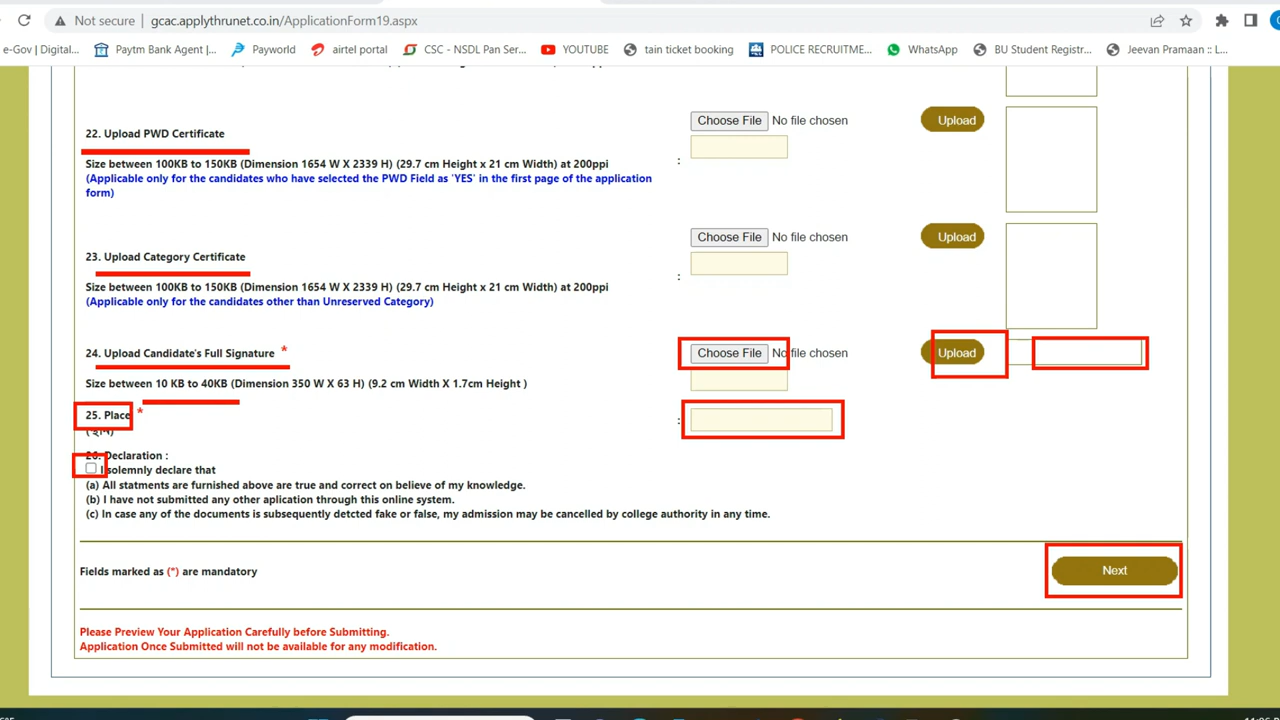 Not secure | gcac.applythrunet.co.in/ApplicationForm19.aspx
e-Gov | Digital... Paytm Bank Agent |... Payworld airtel portal CSC - NSDL Pan Ser... YOUTUBE tain ticket booking POLICE RECRUITME... WhatsApp BU Student Registr... Jeevan Pramaan :: L...
22. Upload PWD Certificate
Choose File No file chosen Upload
:
Size between 100KB to 150KB (Dimension 1654 W X 2339 H) (29.7 cm Height x 21 cm Width) at 200ppi
(Applicable only for the candidates who have selected the PWD Field as 'YES' in the first page of the application
form)
Choose File No file chosen Upload
23. Upload Category Certificate
:
Size between 100KB to 150KB (Dimension 1654 W X 2339 H) (29.7 cm Height x 21 cm Width) at 200ppi
(Applicable only for the candidates other than Unreserved Category)
24. Upload Candidate's Full Signature * Choose File No file chosen Upload
Size between 10 KB to 40KB (Dimension 350 W X 63 H) (9.2 cm Width X 1.7cm Height )
25. Place * :
26. Declaration :
I solemnly declare that
(a) All statments are furnished above are true and correct on believe of my knowledge.
(b) I have not submitted any other aplication through this online system.
(c) In case any of the documents is subsequently detcted fake or false, my admission may be cancelled by college authority in any time.
Fields marked as (*) are mandatory Next
Please Preview Your Application Carefully before Submitting.
Application Once Submitted will not be available for any modification.